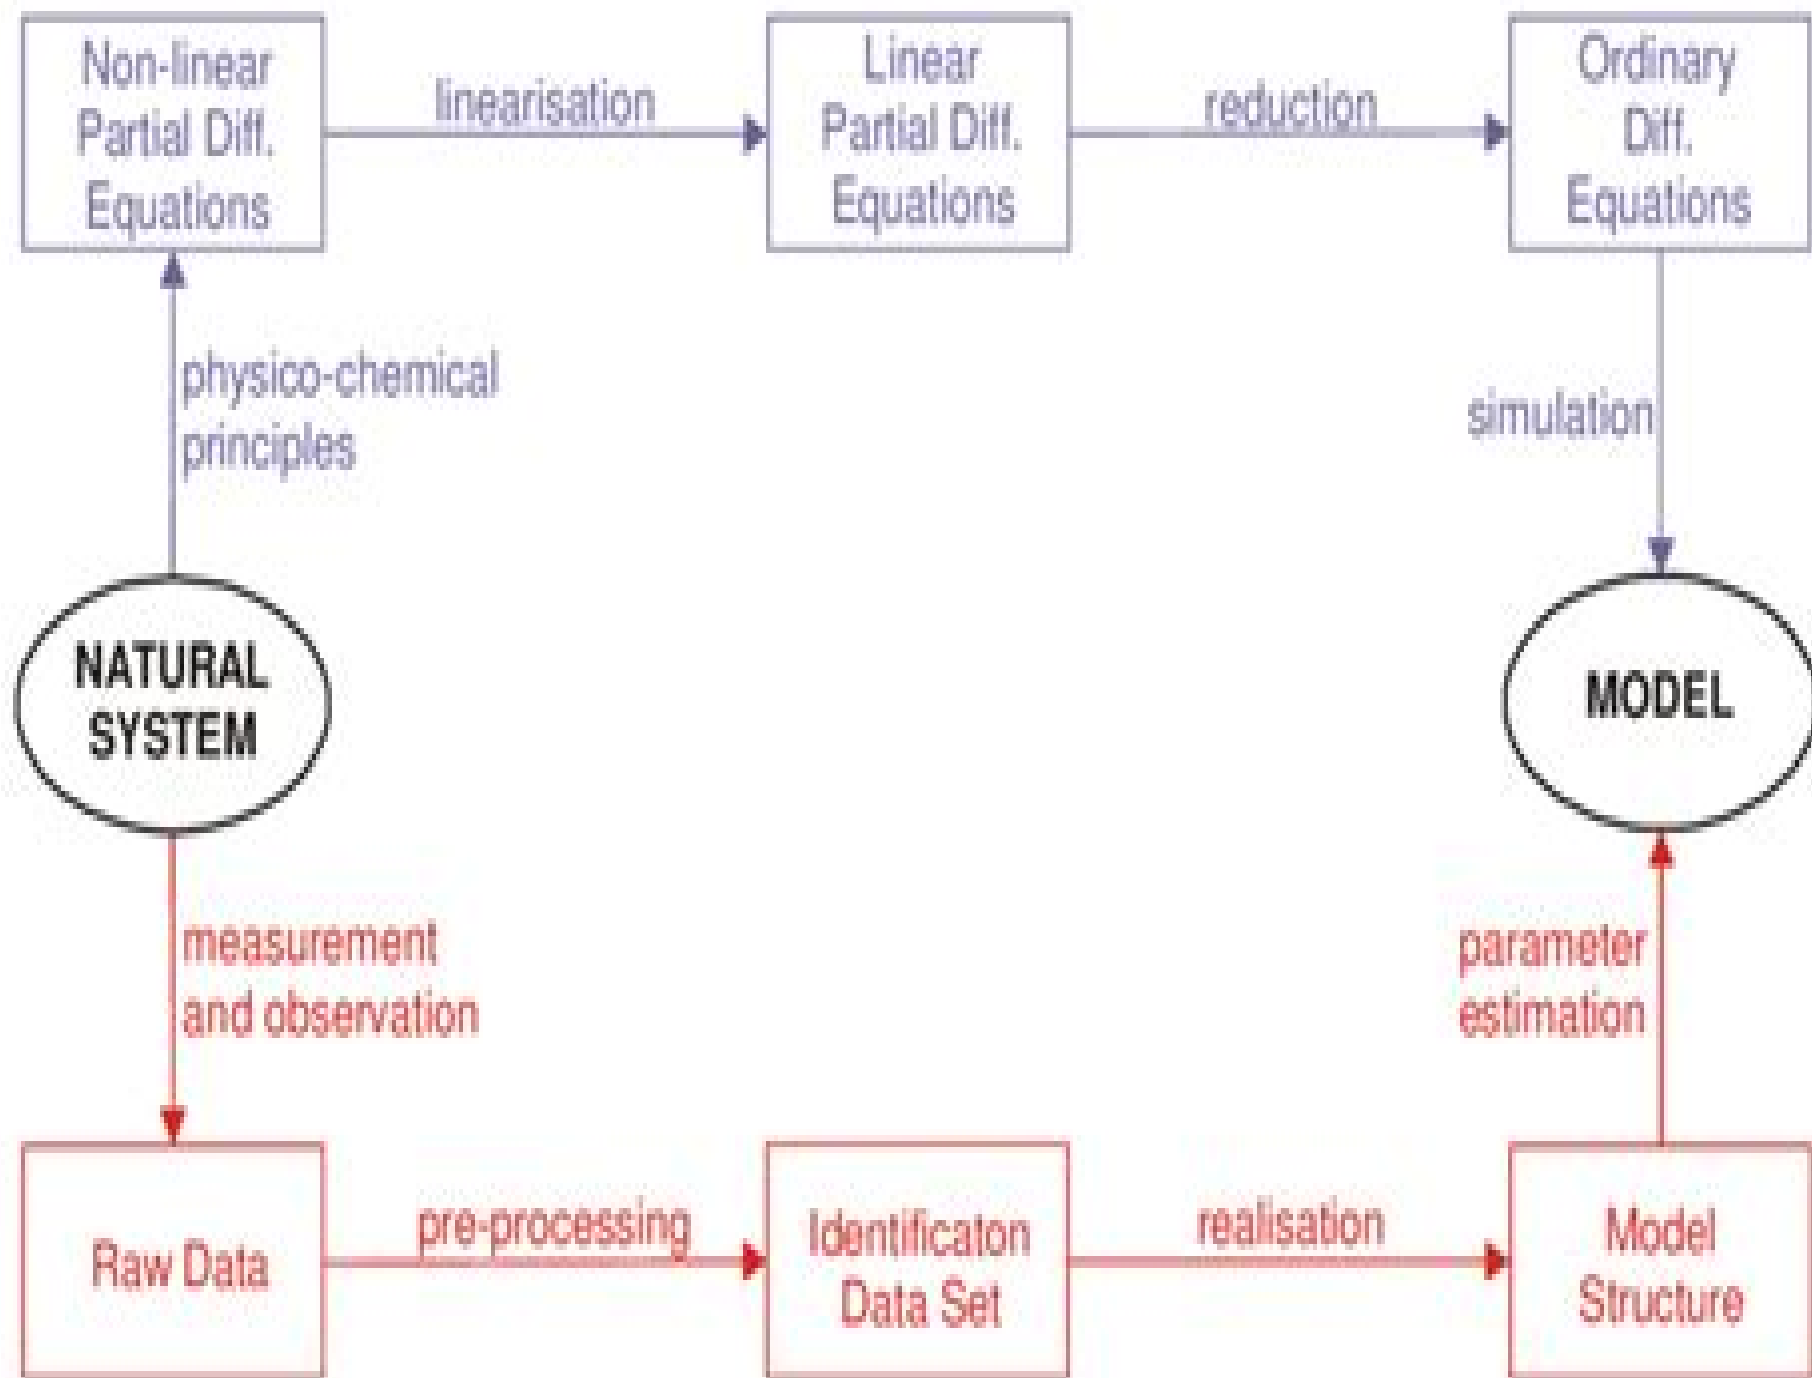 Non-linear
Partial Diff.
Equations
linearisation
Linear
Partial Diff.
Equations
reduction
Ordinary
Diff.
Equations
physico-chemical
principles
simulation
NATURAL
SYSTEM
MODEL
measurement
and observation
parameter
estimation
Raw Data
pre-processing
Identificaton
Data Set
realisation
Model
Structure